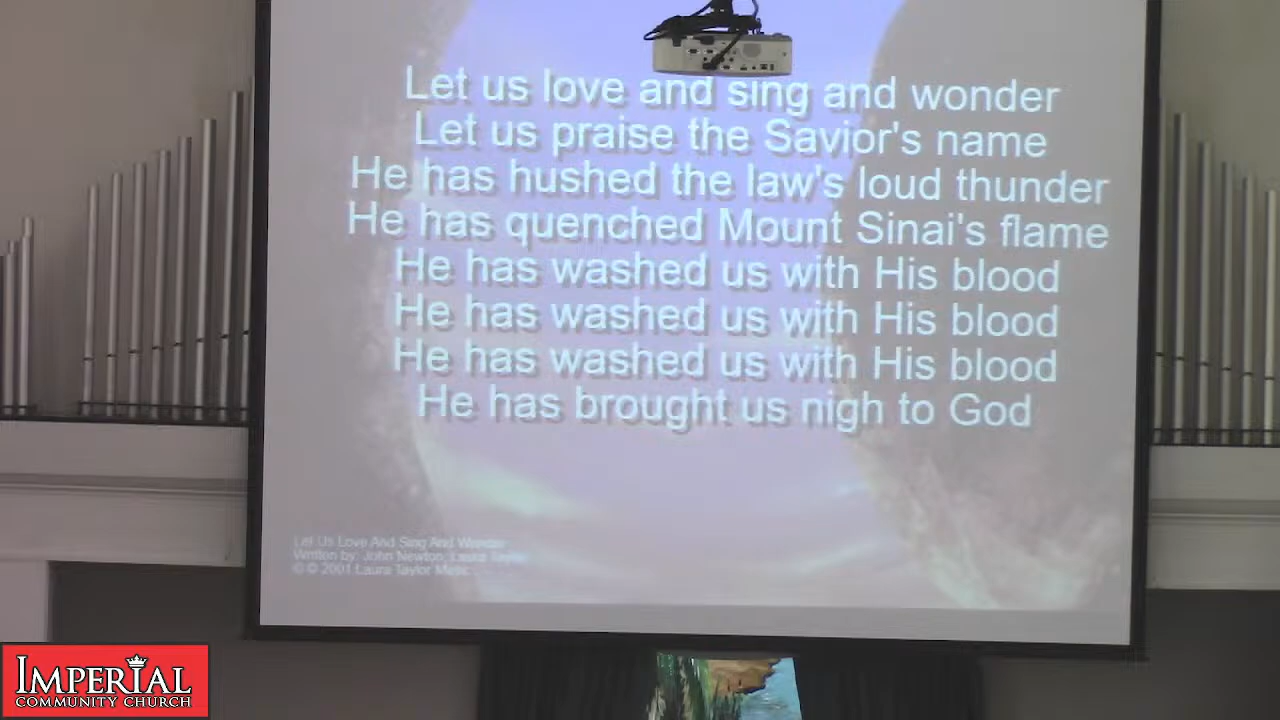 Let us love and sing and wonder
Let us praise the Savior's name
He has hushed the law's loud thunder
He has quenched Mount Sinai's flame
He has washed us with His blood
He has washed us with His blood
He has washed us with His blood
He has brought us nigh to God
Let Us Love And Sing And Wonder
Written by: John Newton, Laura Taylor
© © 2001 Laura Taylor Music
IMPERIAL
COMMUNITY CHURCH